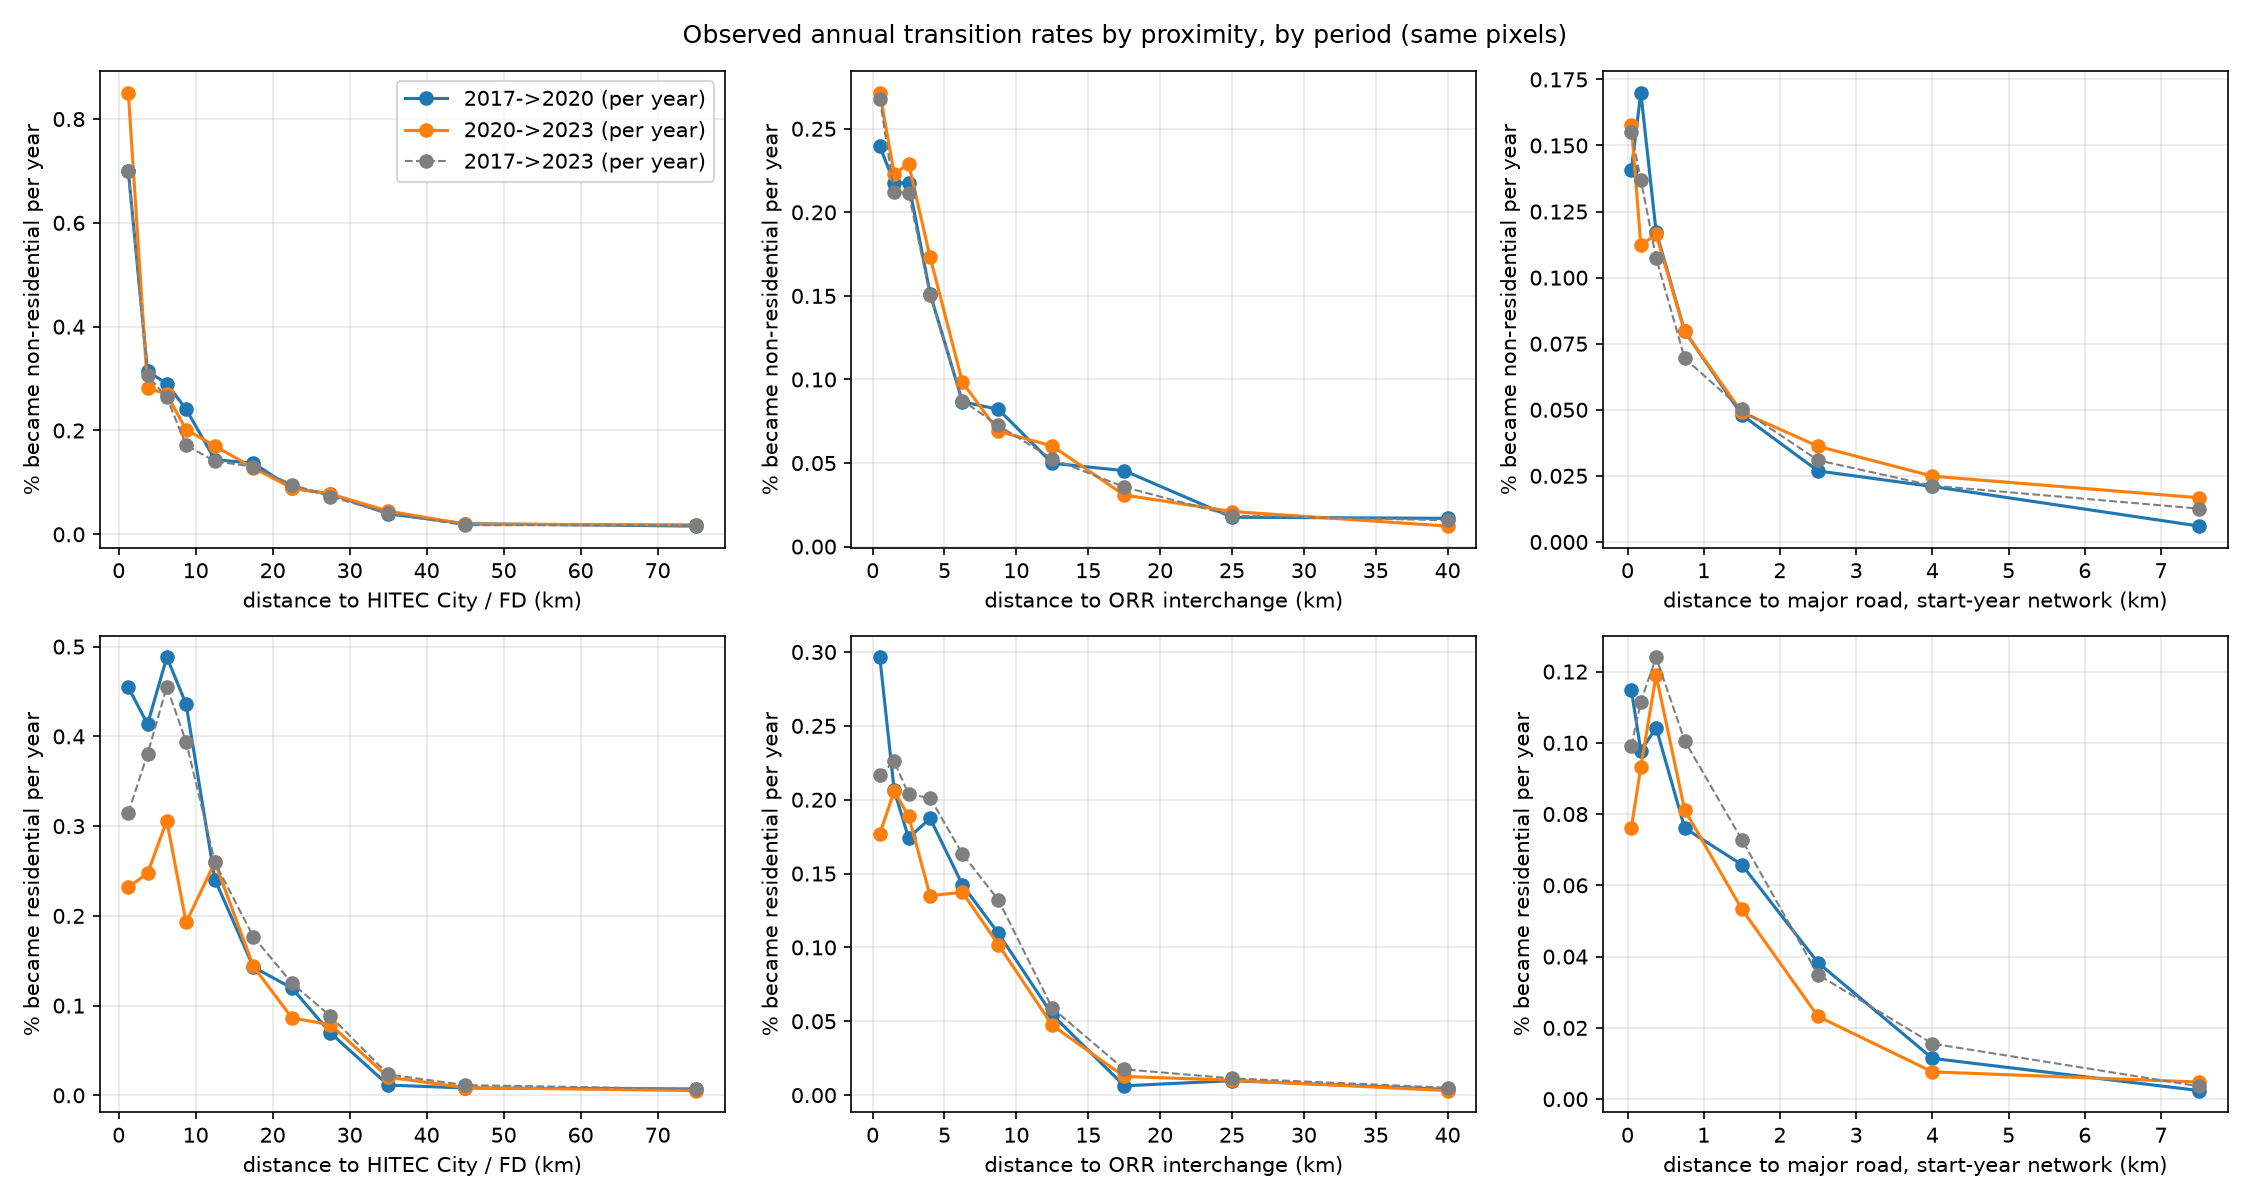 Observed annual transition rates by proximity, by period (same pixels)
% became non-residential per year
0.8
0.6
0.4
0.2
0.0
2017->2020 (per year)
2020->2023 (per year)
2017->2023 (per year)
0 10 20 30 40 50 60 70
distance to HITEC City / FD (km)
% became non-residential per year
0.25
0.20
0.15
0.10
0.05
0.00
0 5 10 15 20 25 30 35 40
distance to ORR interchange (km)
% became non-residential per year
0.175
0.150
0.125
0.100
0.075
0.050
0.025
0.000
0 1 2 3 4 5 6 7
distance to major road, start-year network (km)
% became residential per year
0.5
0.4
0.3
0.2
0.1
0.0
0 10 20 30 40 50 60 70
distance to HITEC City / FD (km)
% became residential per year
0.30
0.25
0.20
0.15
0.10
0.05
0.00
0 5 10 15 20 25 30 35 40
distance to ORR interchange (km)
% became residential per year
0.12
0.10
0.08
0.06
0.04
0.02
0.00
0 1 2 3 4 5 6 7
distance to major road, start-year network (km)